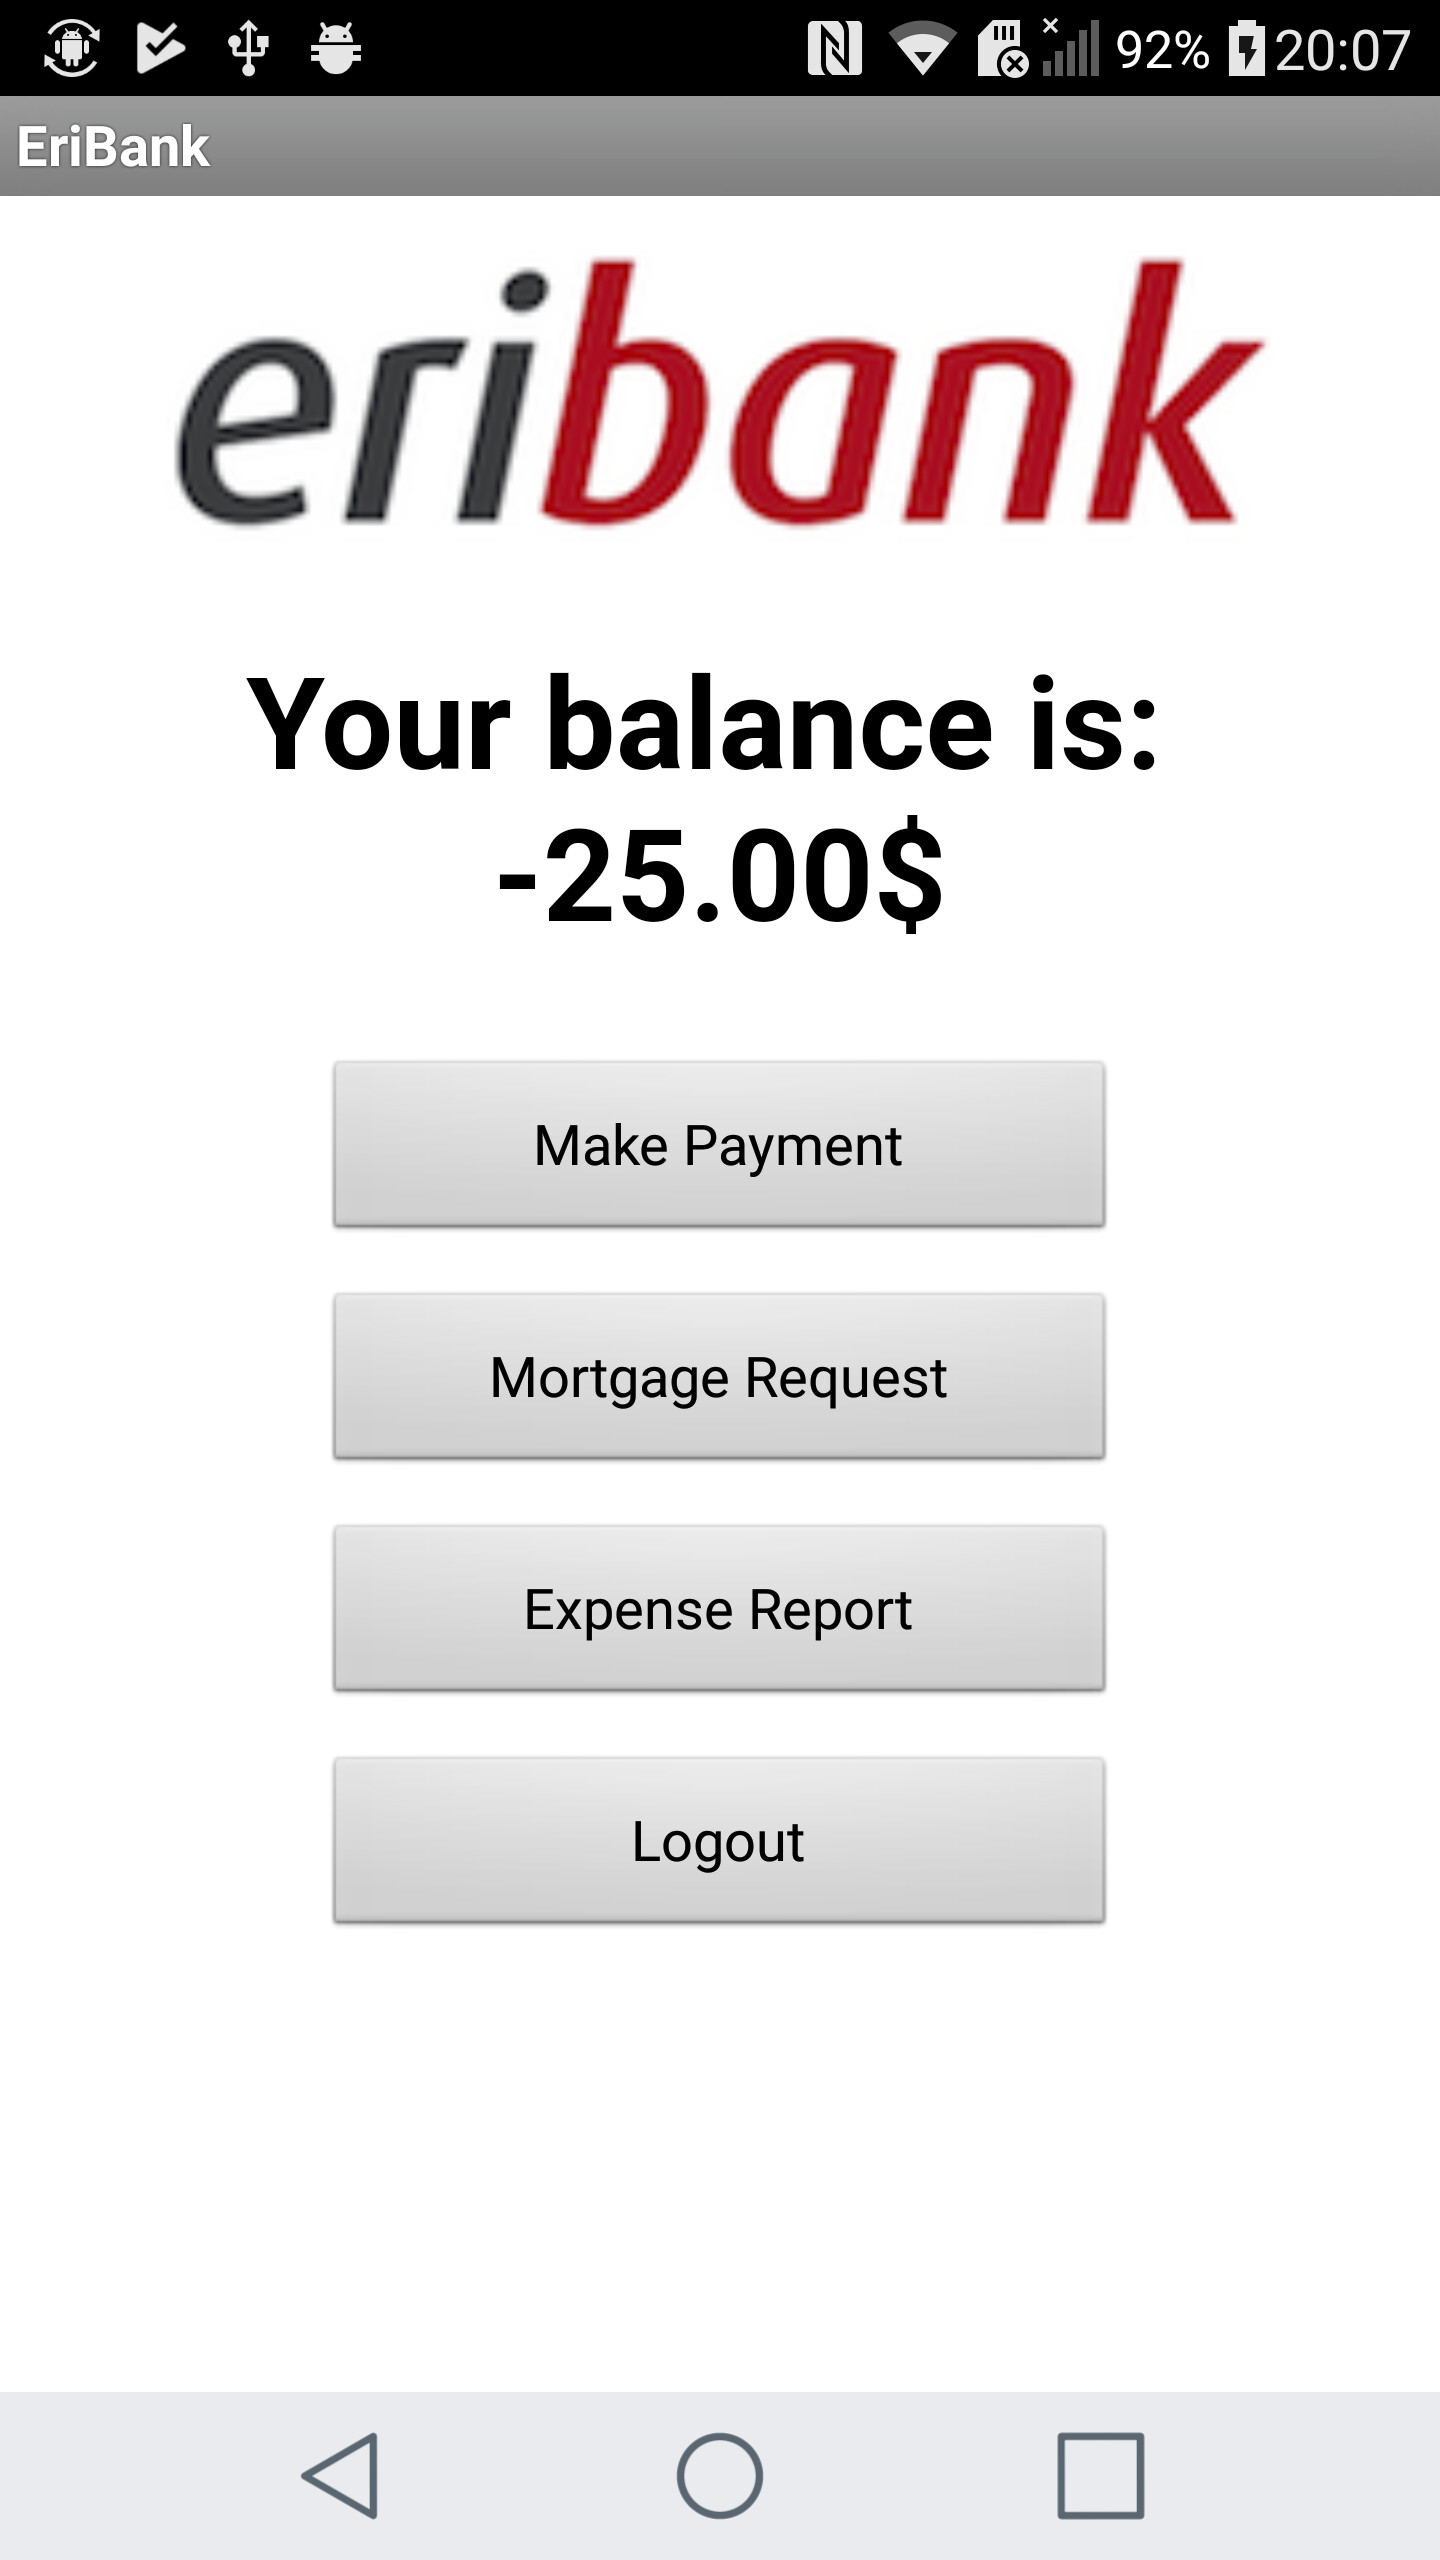 92% 20:07
EriBank
eribank
Your balance is:
-25.00$
Make Payment
Mortgage Request
Expense Report
Logout